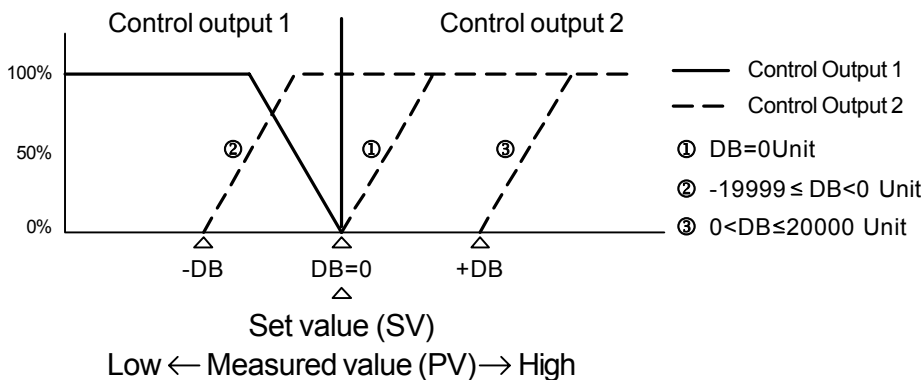 Control output 1
Control output 2
100%
50%
0%
② ① ③
Control Output 1
Control Output 2
① DB=0Unit
② -19999 ≤ DB<0 Unit
③ 0<DB≤20000 Unit
-DB
DB=0
+DB
Set value (SV)
Low ← Measured value (PV) → High